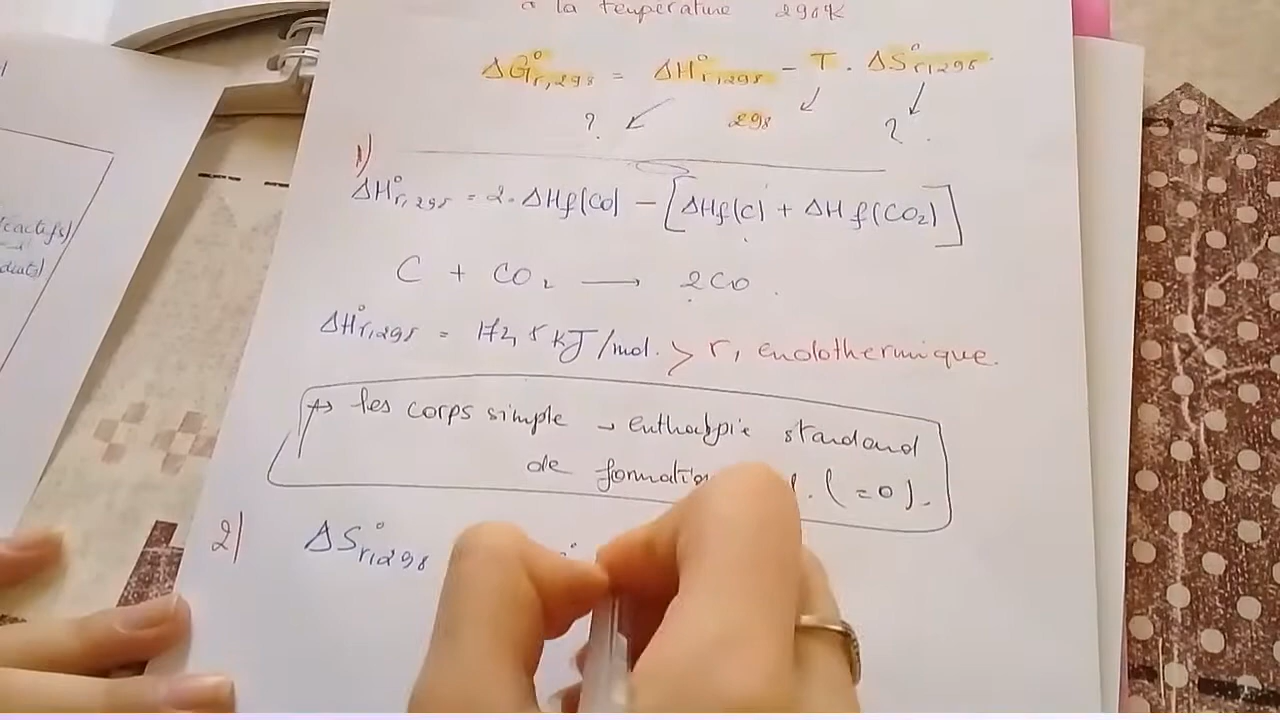 à la température 298K
ΔG°r,298 = ΔH°r,298 - T. ΔS°r,298.
? 298 ? .
1)
ΔH°r,298 = 2. ΔHf(CO) - [ΔHf(C) + ΔHf(CO2)]
C + CO2 → 2CO .
ΔH°r,298 = 172,5 kJ/mol. > r, endothermique.
→ les corps simple → enthalpie standard
de (=0).
2) ΔS°r,298
éactifs)